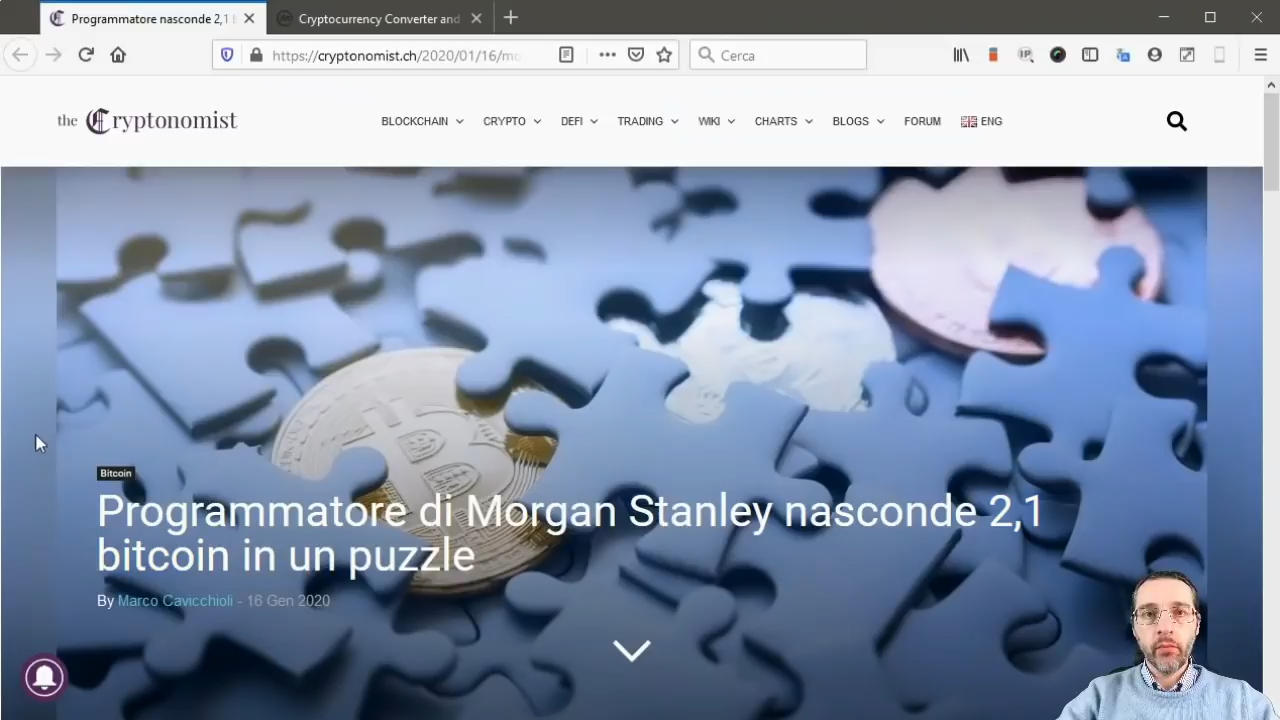 Programmatore nasconde 2,1
Cryptocurrency Converter and
https://cryptonomist.ch/2020/01/16/mo
Cerca
the Cryptonomist
BLOCKCHAIN
CRYPTO
DEFI
TRADING
WIKI
CHARTS
BLOGS
FORUM
ENG
Bitcoin
Programmatore di Morgan Stanley nasconde 2,1
bitcoin in un puzzle
By Marco Cavicchioli - 16 Gen 2020